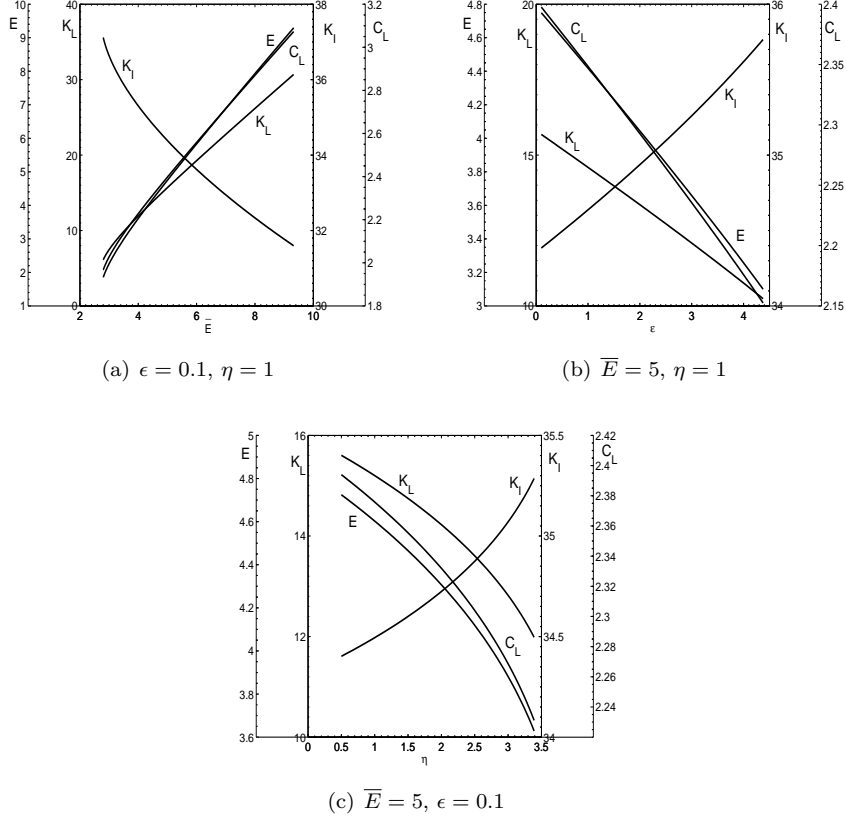 E K_L K_I C_L
10 9 8 7 6 5 4 3 2 1
40 30 20 10 0
38 36 34 32 30
3.2 3 2.8 2.6 2.4 2.2 2 1.8
K_I E C_L K_L
2 4 6 8 10
E̅
(a) ϵ = 0.1, η = 1
E K_L K_I C_L
4.8 4.6 4.4 4.2 4 3.8 3.6 3.4 3.2 3
20 15 10
36 35 34
2.4 2.35 2.3 2.25 2.2 2.15
C_L K_I K_L E
0 1 2 3 4
ε
(b) E̅ = 5, η = 1
E K_L K_I C_L
5 4.8 4.6 4.4 4.2 4 3.8 3.6
16 14 12 10
35.5 35 34.5 34
2.42 2.4 2.38 2.36 2.34 2.32 2.3 2.28 2.26 2.24
K_L K_I E C_L
0 0.5 1 1.5 2 2.5 3 3.5
η
(c) E̅ = 5, ϵ = 0.1